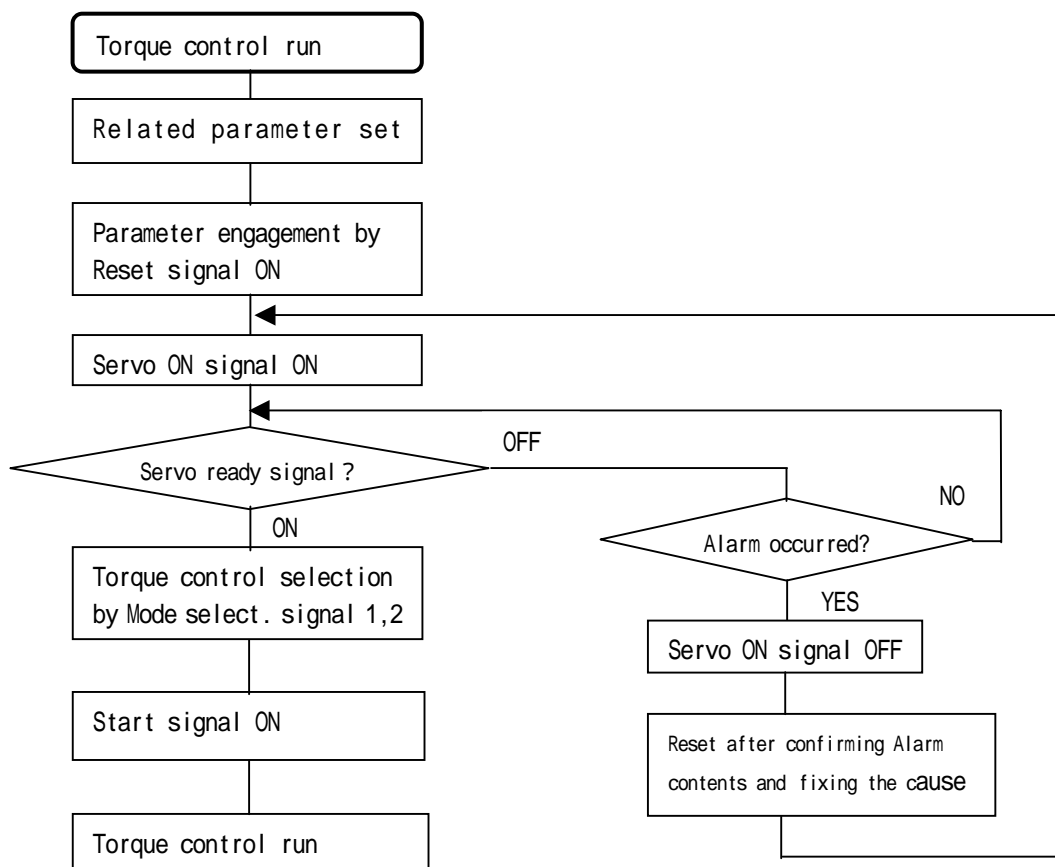 Torque control run
Related parameter set
Parameter engagement by
Reset signal ON
Servo ON signal ON
Servo ready signal?
OFF
ON
Alarm occurred?
NO
YES
Torque control selection
by Mode select. signal 1,2
Servo ON signal OFF
Start signal ON
Reset after confirming Alarm
contents and fixing the cause
Torque control run